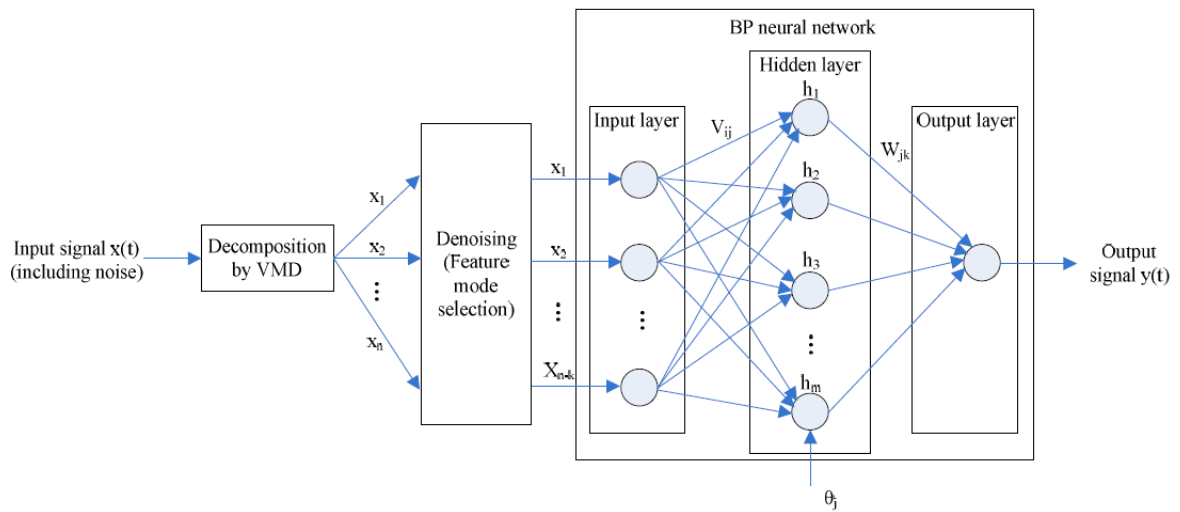 BP neural network
Hidden layer
Input layer
Output layer
h₁
h₂
h₃
⋮
hₘ
Vᵢⱼ
Wⱼₖ
Input signal x(t)
(including noise)
Decomposition
by VMD
x₁
x₂
⋮
xₙ
Denoising
(Feature
mode
selection)
x₁
x₂
⋮
Xₙ₋ₖ
⋮
Output
signal y(t)
θⱼ